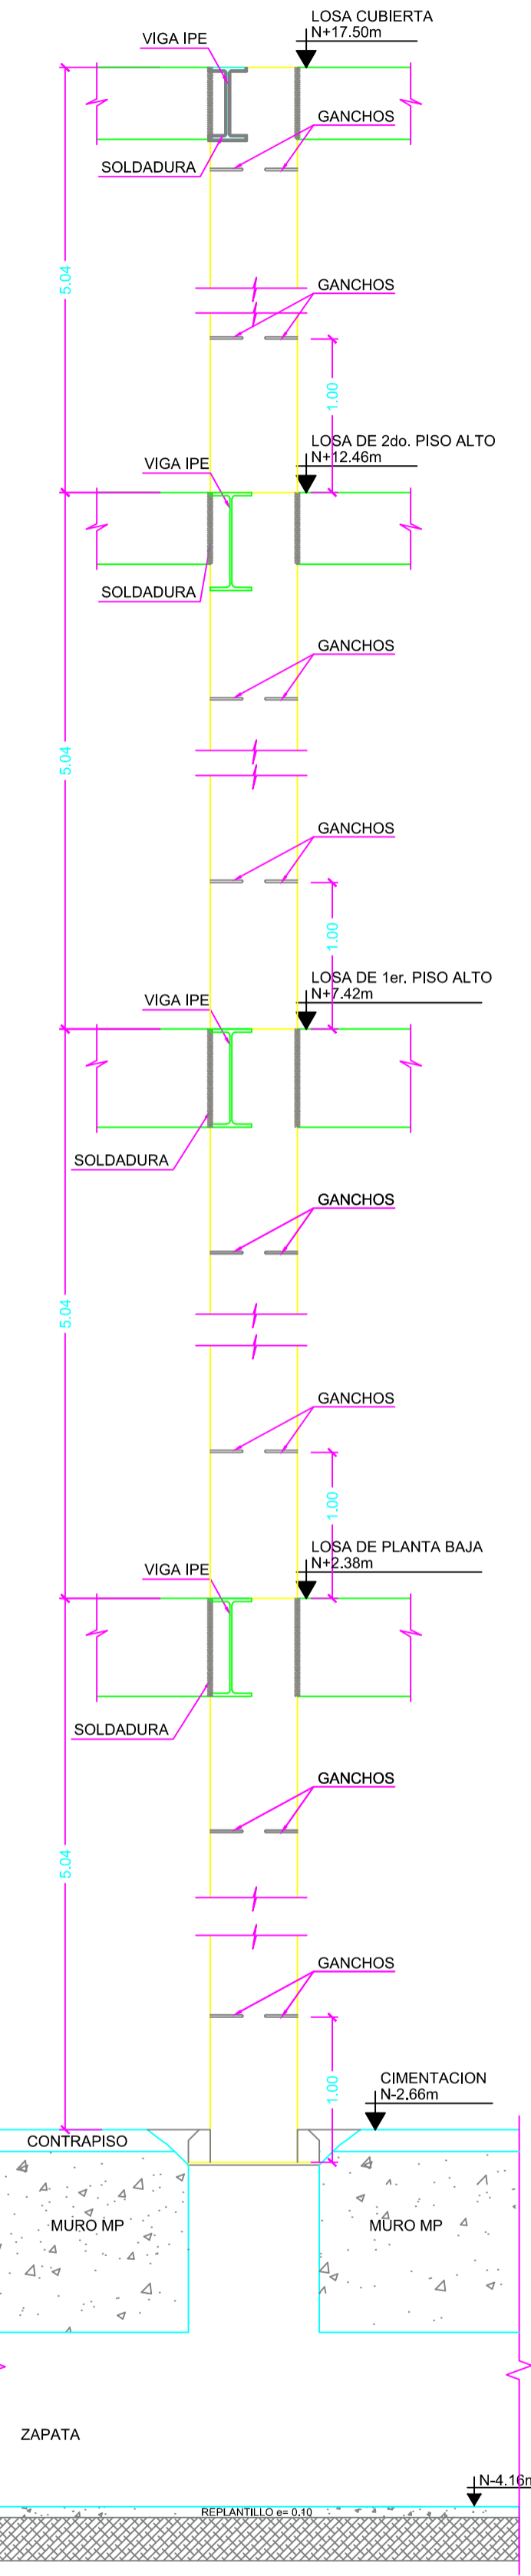 LOSA CUBIERTA
N+17.50m
VIGA IPE
GANCHOS
SOLDADURA
5.04
GANCHOS
1.00
LOSA DE 2do. PISO ALTO
N+12.46m
VIGA IPE
SOLDADURA
GANCHOS
5.04
GANCHOS
1.00
LOSA DE 1er. PISO ALTO
N+7.42m
VIGA IPE
SOLDADURA
GANCHOS
5.04
GANCHOS
1.00
LOSA DE PLANTA BAJA
N+2.38m
VIGA IPE
SOLDADURA
GANCHOS
5.04
GANCHOS
1.00
CIMENTACION
N-2.66m
CONTRAPISO
MURO MP
MURO MP
ZAPATA
N-4.16m
REPLANTILLO e= 0.10